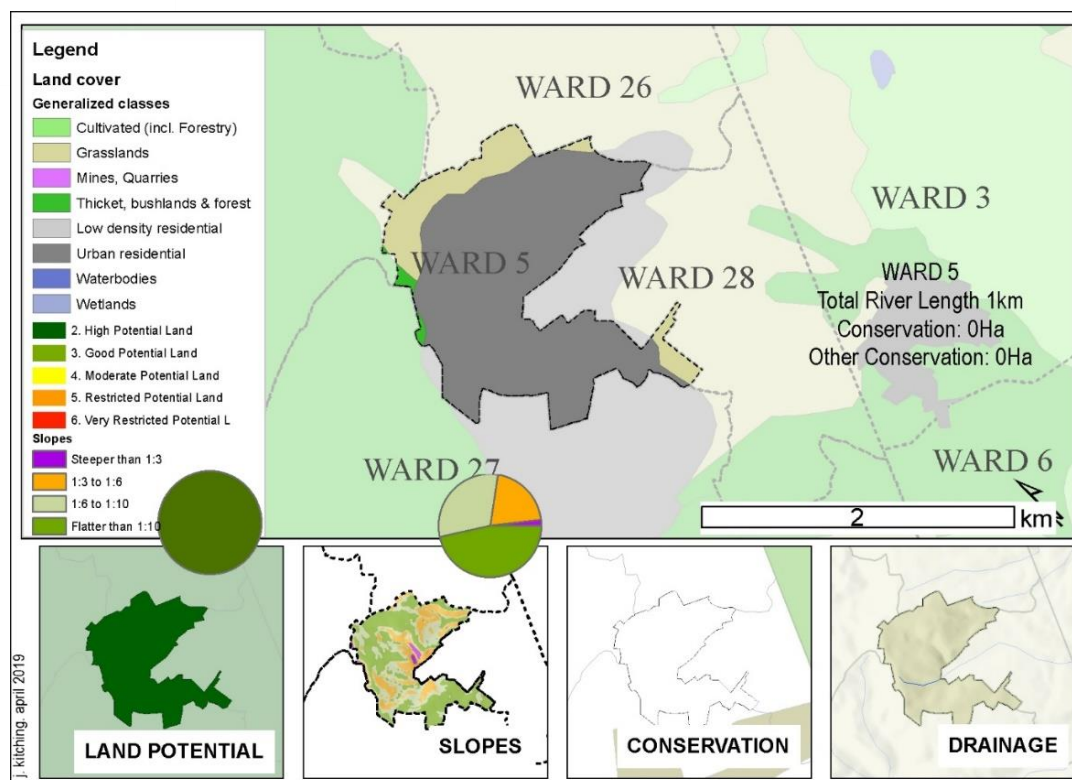 Legend
Land cover
Generalized classes
Cultivated (incl. Forestry)
Grasslands
Mines, Quarries
Thicket, bushlands & forest
Low density residential
Urban residential
Waterbodies
Wetlands
2. High Potential Land
3. Good Potential Land
4. Moderate Potential Land
5. Restricted Potential Land
6. Very Restricted Potential L
Slopes
Steeper than 1:3
1:3 to 1:6
1:6 to 1:10
Flatter than 1:10
WARD 26
WARD 3
WARD 5
WARD 28
WARD 5
Total River Length 1km
Conservation: 0Ha
Other Conservation: 0Ha
WARD 27
WARD 6
2
km
LAND POTENTIAL
SLOPES
CONSERVATION
DRAINAGE
j. kitching. april 2019